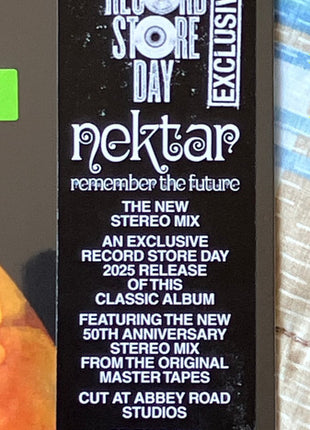 RECORD
STORE
DAY
EXCLUSIVE
nektar
remember the future
THE NEW
STEREO MIX
AN EXCLUSIVE
RECORD STORE DAY
2025 RELEASE
OF THIS
CLASSIC ALBUM
FEATURING THE NEW
50TH ANNIVERSARY
STEREO MIX
FROM THE ORIGINAL
MASTER TAPES
CUT AT ABBEY ROAD
STUDIOS